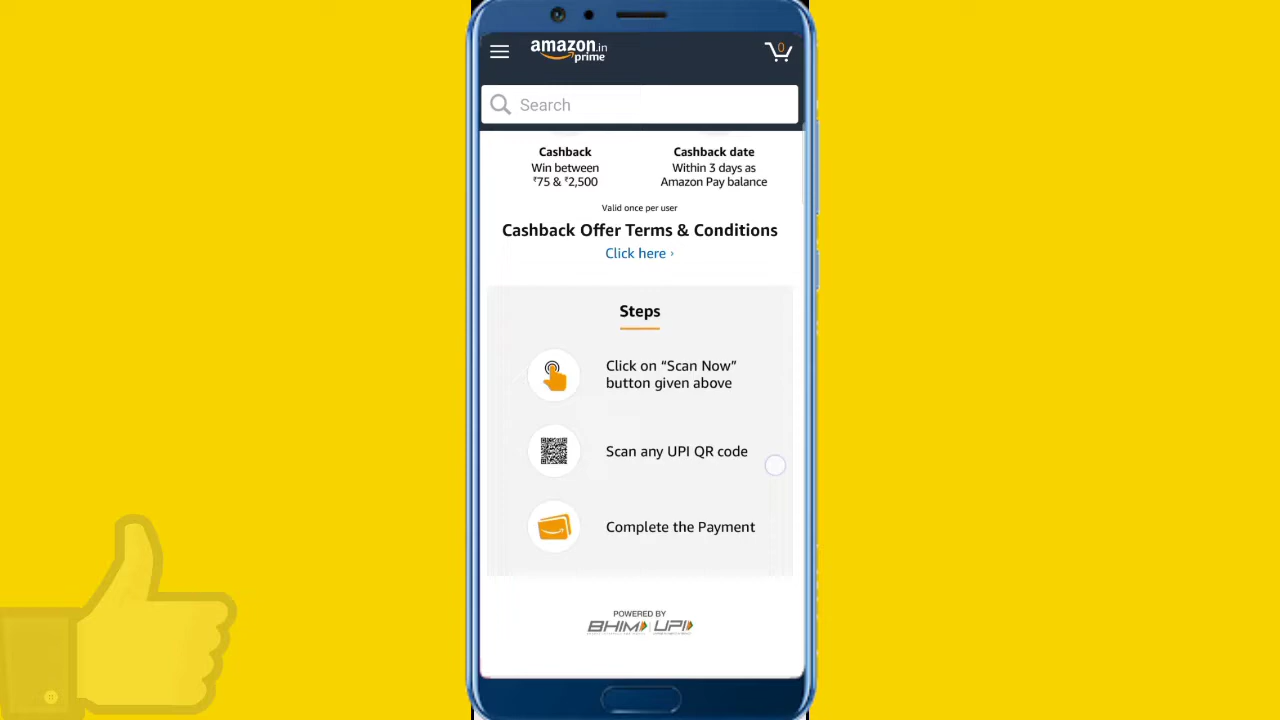 amazon.in
prime
0
Search
Cashback
Win between
₹75 & ₹2,500
Cashback date
Within 3 days as
Amazon Pay balance
Valid once per user
Cashback Offer Terms & Conditions
Click here ›
Steps
Click on “Scan Now”
button given above
Scan any UPI QR code
Complete the Payment
POWERED BY
BHIM UPI